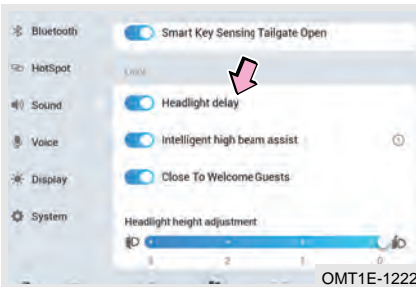 Bluetooth
Smart Key Sensing Tailgate Open
HotSpot
Sound
Headlight delay
Voice
Intelligent high beam assist
Display
Close To Welcome Guests
System
Headlight height adjustment
3 2 1 0
OMT1E-1222